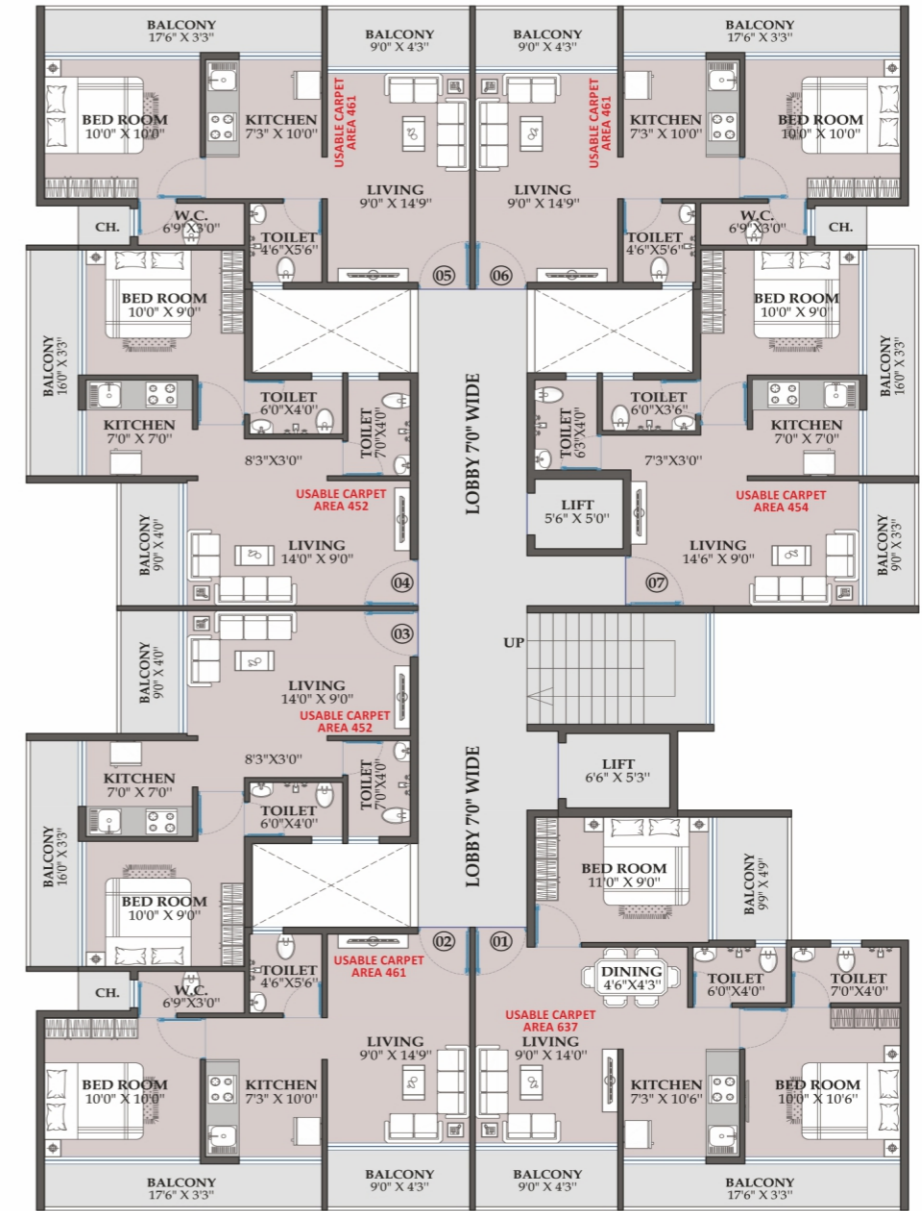 BALCONY
17'6" X 3'3"
BALCONY
9'0" X 4'3"
BALCONY
9'0" X 4'3"
BALCONY
17'6" X 3'3"
BED ROOM
10'0" X 10'0"
KITCHEN
7'3" X 10'0"
USABLE CARPET
AREA 461
LIVING
9'0" X 14'9"
USABLE CARPET
AREA 461
LIVING
9'0" X 14'9"
KITCHEN
7'3" X 10'0"
BED ROOM
10'0" X 10'0"
CH.
W.C.
6'9"X3'0"
TOILET
4'6"X5'6"
05
06
TOILET
4'6"X5'6"
W.C.
6'9"X3'0"
CH.
BED ROOM
10'0" X 9'0"
BALCONY
16'0" X 3'3"
KITCHEN
7'0" X 7'0"
TOILET
6'0"X4'0"
TOILET
7'0"X4'0"
8'3"X3'0"
USABLE CARPET
AREA 452
LIVING
14'0" X 9'0"
BALCONY
9'0" X 4'0"
04
LOBBY 7'0" WIDE
BED ROOM
10'0" X 9'0"
BALCONY
16'0" X 3'3"
TOILET
6'3"X4'0"
TOILET
6'0"X3'6"
KITCHEN
7'0" X 7'0"
7'3"X3'0"
LIFT
5'6" X 5'0"
USABLE CARPET
AREA 454
LIVING
14'6" X 9'0"
BALCONY
9'0" X 3'3"
07
03
BALCONY
9'0" X 4'0"
LIVING
14'0" X 9'0"
USABLE CARPET
AREA 452
8'3"X3'0"
KITCHEN
7'0" X 7'0"
TOILET
6'0"X4'0"
TOILET
7'0"X4'0"
BALCONY
16'0" X 3'3"
BED ROOM
10'0" X 9'0"
UP
LOBBY 7'0" WIDE
LIFT
6'6" X 5'3"
BED ROOM
11'0" X 9'0"
BALCONY
9'9" X 4'9"
02
01
CH.
W.C.
6'9"X3'0"
TOILET
4'6"X5'6"
USABLE CARPET
AREA 461
DINING
4'6"X4'3"
TOILET
6'0"X4'0"
TOILET
7'0"X4'0"
BED ROOM
10'0" X 10'0"
KITCHEN
7'3" X 10'0"
LIVING
9'0" X 14'9"
USABLE CARPET
AREA 637
LIVING
9'0" X 14'0"
KITCHEN
7'3" X 10'6"
BED ROOM
10'0" X 10'6"
BALCONY
17'6" X 3'3"
BALCONY
9'0" X 4'3"
BALCONY
9'0" X 4'3"
BALCONY
17'6" X 3'3"